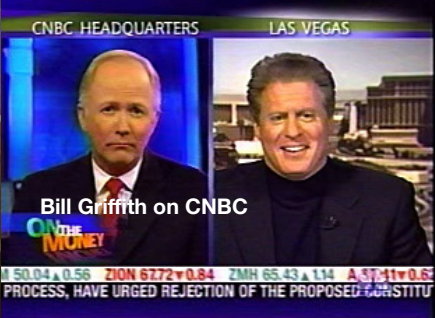 CNBC HEADQUARTERS
LAS VEGAS
Bill Griffith on CNBC
ON THE
MONEY
50.04▲0.56 ZION 67.72▼0.84 ZMH 65.43▲1.14
PROCESS, HAVE URGED REJECTION OF THE PROPOSED